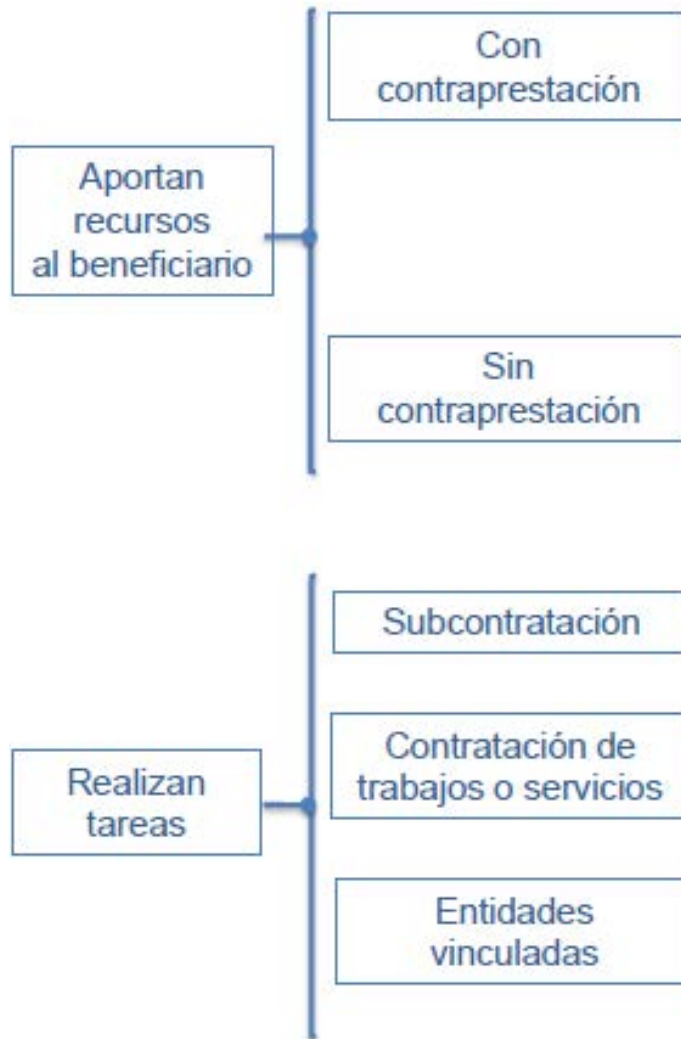 Con
contraprestación
Aportan
recursos
al beneficiario
Sin
contraprestación
Subcontratación
Realizan
tareas
Contratación de
trabajos o servicios
Entidades
vinculadas